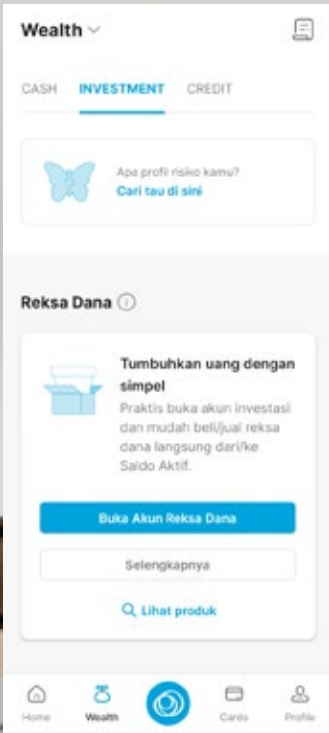 Wealth
CASH INVESTMENT CREDIT
Apa profil risiko kamu?
Cari tau di sini
Reksa Dana
Tumbuhkan uang dengan
simpel
Praktis buka akun investasi
dan mudah beli/jual reksa
dana langsung dari/ke
Saldo Aktif.
Buka Akun Reksa Dana
Selengkapnya
Lihat produk
Home Wealth Cards Profile